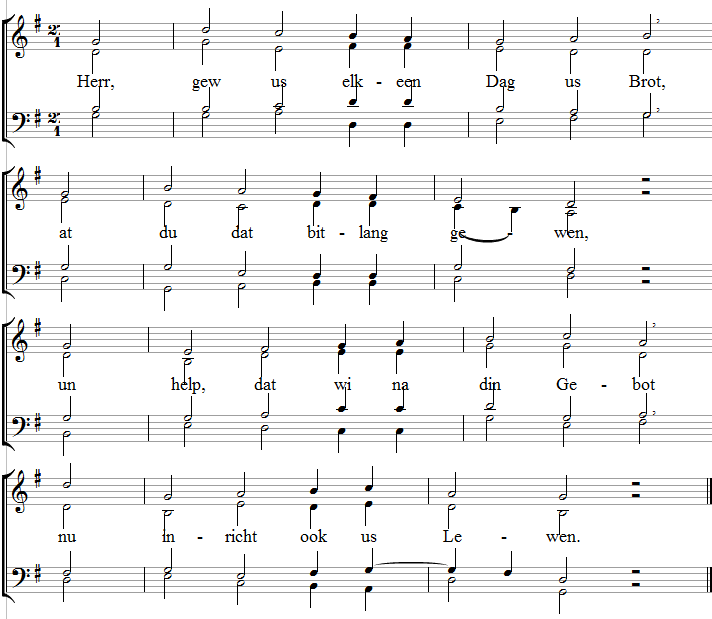 Herr, gew us elk - een Dag us Brot,
at du dat bit - lang ge - wen,
un help, dat wi na din Ge - bot
nu in - richt ook us Le - wen.